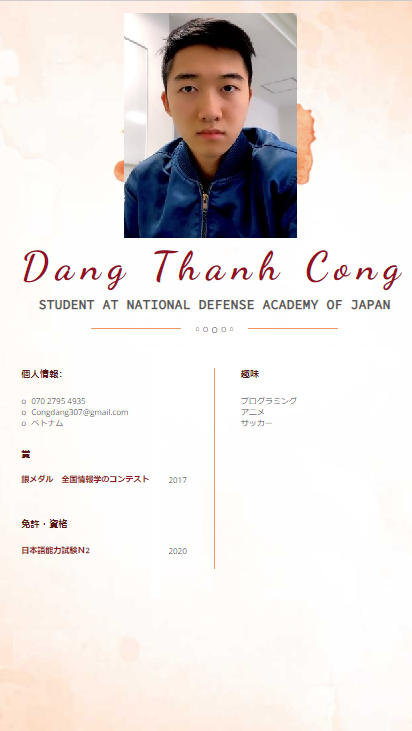 Dang Thanh Cong
STUDENT AT NATIONAL DEFENSE ACADEMY OF JAPAN
個人情報:
o 070 2795 4935
o Congdang307@gmail.com
o ベトナム
賞
銀メダル　全国情報学のコンテスト 2017
免許・資格
日本語能力試験N2 2020
趣味
プログラミング
アニメ
サッカー